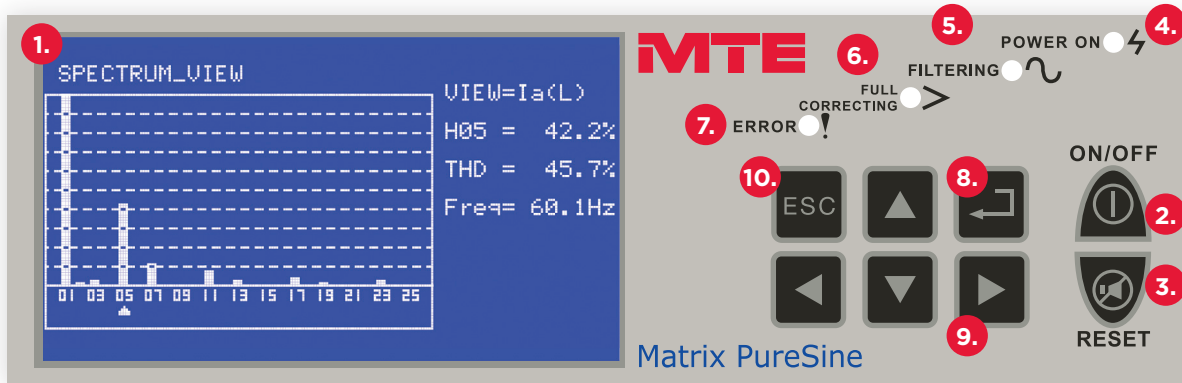 1.
SPECTRUM_VIEW
VIEW=Ia(L)
H05 = 42.2%
THD = 45.7%
Freq= 60.1Hz
01 03 05 07 09 11 13 15 17 19 21 23 25
MTE
4.
POWER ON
5.
FILTERING
6.
FULL
CORRECTING
7.
ERROR !
10.
ESC
8.
ON/OFF
2.
3.
RESET
9.
Matrix PureSine